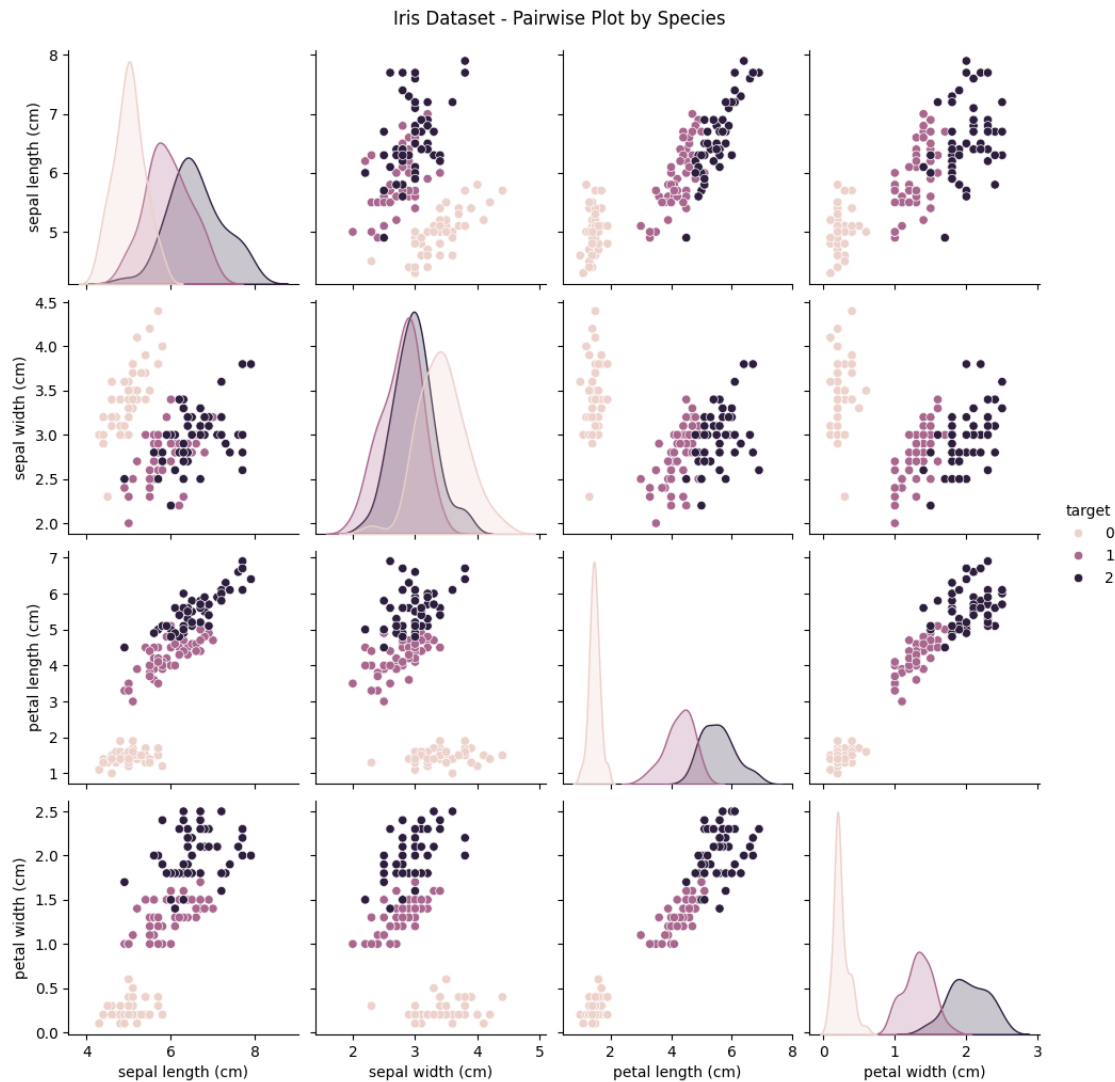 Iris Dataset - Pairwise Plot by Species
8
7
6
5
sepal length (cm)
4.5
4.0
3.5
3.0
2.5
2.0
sepal width (cm)
target
0
1
2
7
6
5
4
3
2
1
petal length (cm)
2.5
2.0
1.5
1.0
0.5
0.0
petal width (cm)
4 6 8
2 3 4 5
2 4 6 8
0 1 2 3
sepal length (cm)
sepal width (cm)
petal length (cm)
petal width (cm)